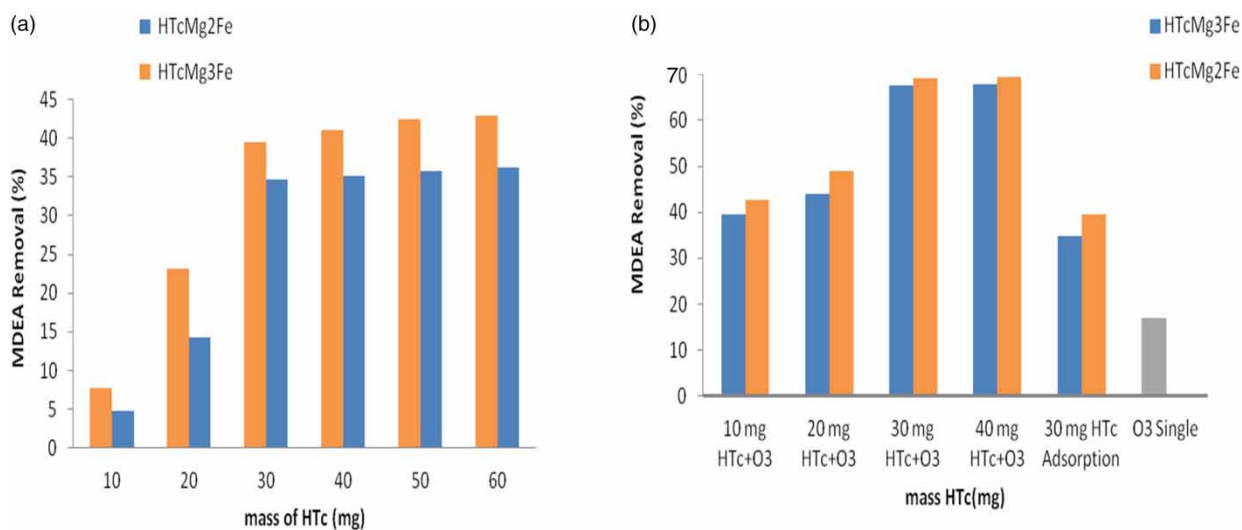 (a)
HTcMg2Fe
HTcMg3Fe
MDEA Removal (%)
45
40
35
30
25
20
15
10
5
0
10 20 30 40 50 60
mass of HTc (mg)
(b)
HTcMg3Fe
HTcMg2Fe
MDEA Removal (%)
70
60
50
40
30
20
10
0
10 mg 20 mg 30 mg 40 mg 30 mg HTc O3 Single
HTc+O3 HTc+O3 HTc+O3 HTc+O3 Adsorption
mass HTc(mg)